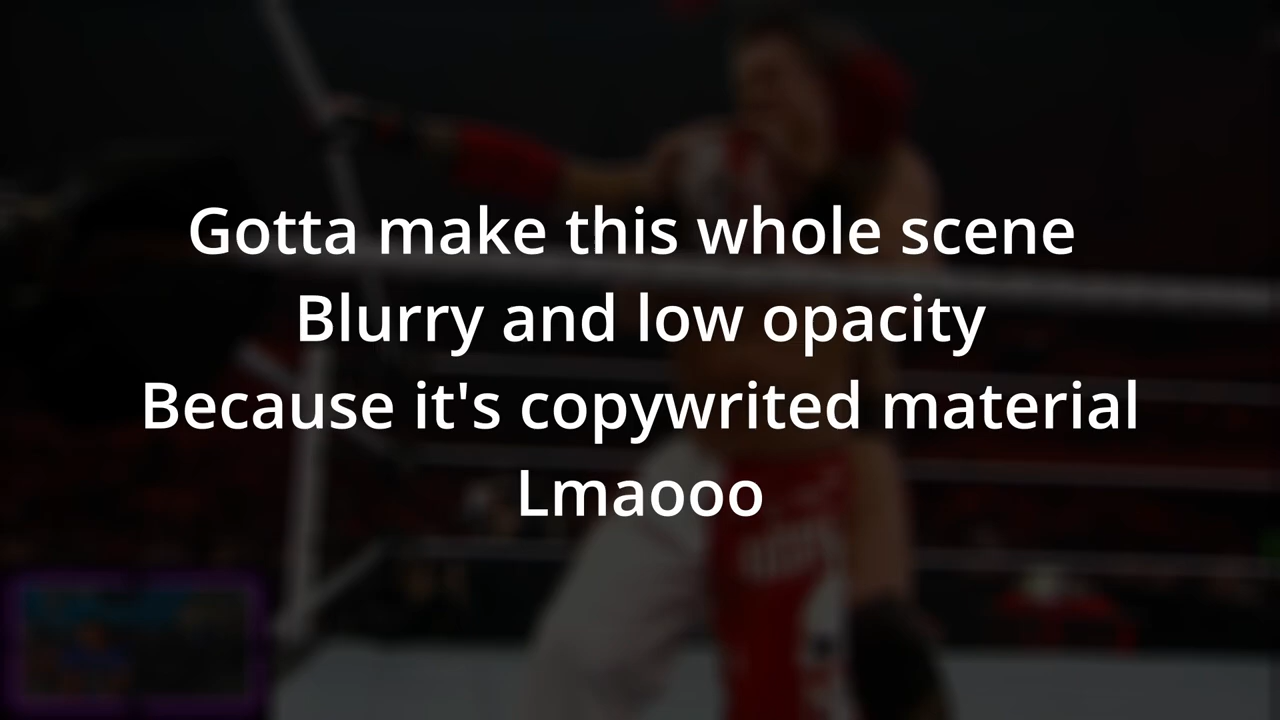 Gotta make this whole scene
Blurry and low opacity
Because it's copywrited material
Lmaooo